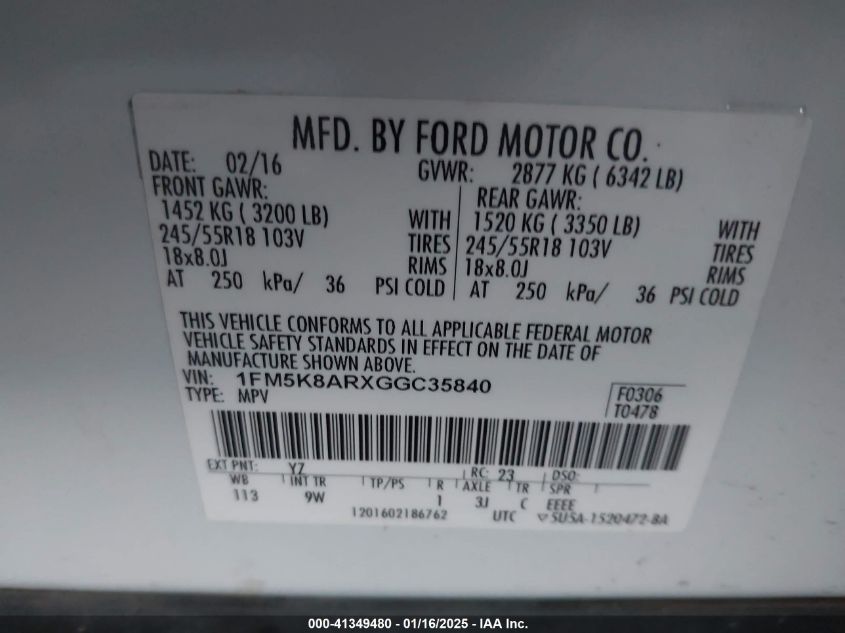 MFD. BY FORD MOTOR CO.
DATE: 02/16 GVWR: 2877 KG ( 6342 LB)
FRONT GAWR: REAR GAWR:
1452 KG ( 3200 LB) WITH 1520 KG ( 3350 LB) WITH
245/55R18 103V TIRES 245/55R18 103V TIRES
18x8.0J RIMS 18x8.0J RIMS
AT 250 kPa/ 36 PSI COLD AT 250 kPa/ 36 PSI COLD
THIS VEHICLE CONFORMS TO ALL APPLICABLE FEDERAL MOTOR
VEHICLE SAFETY STANDARDS IN EFFECT ON THE DATE OF
MANUFACTURE SHOWN ABOVE.
VIN: 1FM5K8ARXGGC35840
TYPE: MPV
F0306
T0478
EXT PNT: YZ RC: 23 DSO:
WB INT TR TP/PS R AXLE TR SPR
113 9W 1 3J C EEEE
1201602186762 UTC ▽5U5A-1520472-BA
000-41349480 - 01/16/2025 - IAA Inc.